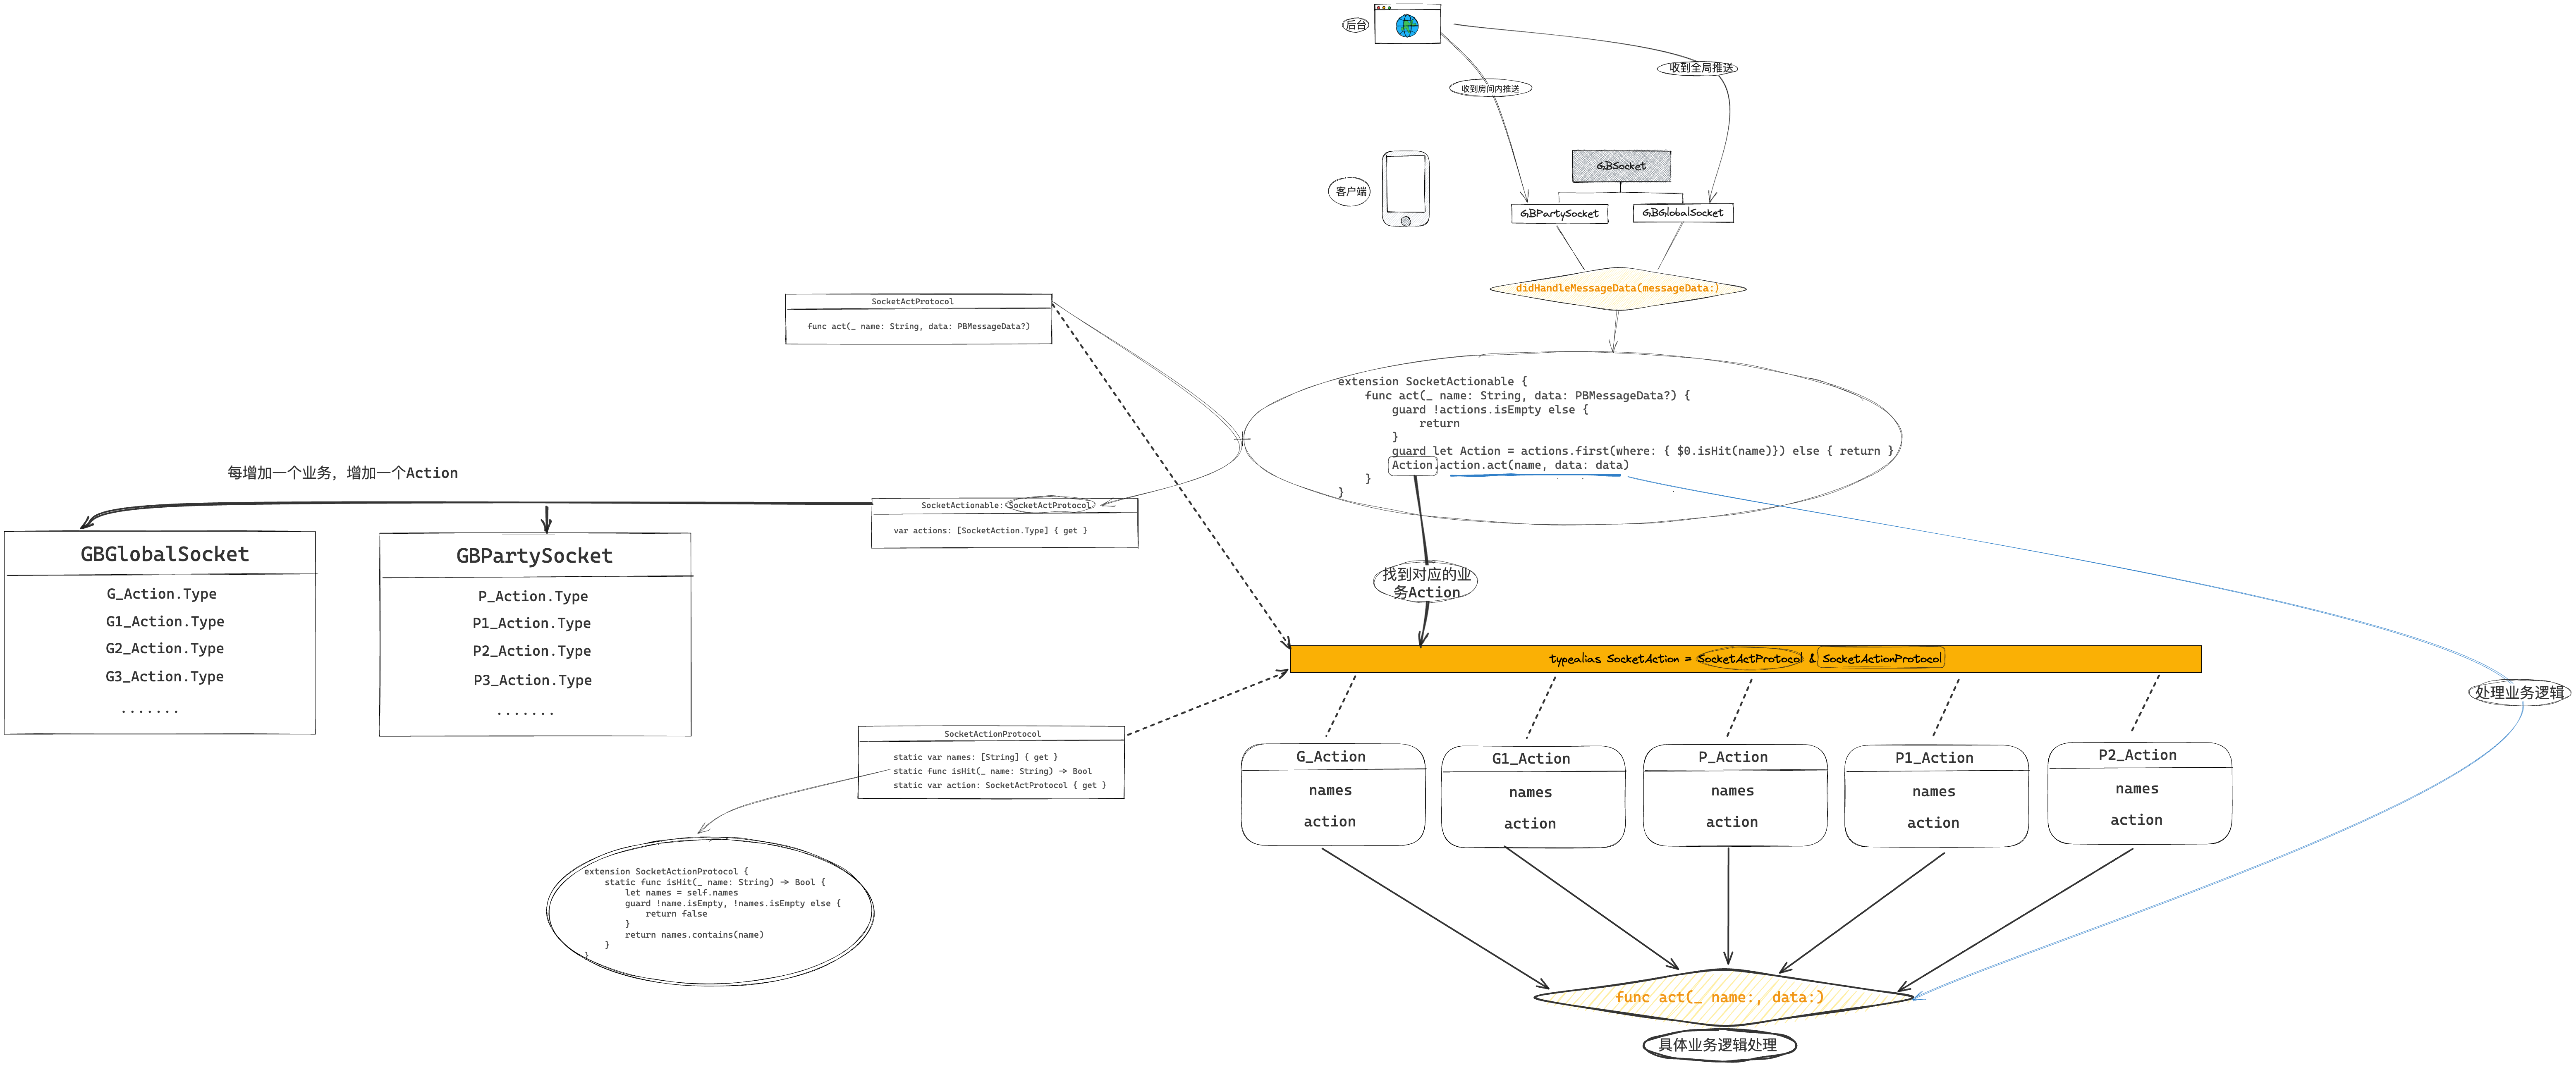 后台
收到全局推送
收到房间内推送
GBSocket
客户端
GBPartySocket
GBGlobalSocket
didHandleMessageData(messageData:)
SocketActProtocol
func act(_ name: String, data: PBMessageData?)
extension SocketActionable {
func act(_ name: String, data: PBMessageData?) {
guard !actions.isEmpty else {
return
}
guard let Action = actions.first(where: { $0.isHit(name)}) else { return }
Action.action.act(name, data: data)
}
}
每增加一个业务，增加一个Action
SocketActionable: SocketActProtocol
var actions: [SocketAction.Type] { get }
GBGlobalSocket
G_Action.Type
G1_Action.Type
G2_Action.Type
G3_Action.Type
.......
GBPartySocket
P_Action.Type
P1_Action.Type
P2_Action.Type
P3_Action.Type
.......
找到对应的业
务Action
typealias SocketAction = SocketActProtocol & SocketActionProtocol
处理业务逻辑
SocketActionProtocol
static var names: [String] { get }
static func isHit(_ name: String) -> Bool
static var action: SocketActProtocol { get }
G_Action
names
action
G1_Action
names
action
P_Action
names
action
P1_Action
names
action
P2_Action
names
action
extension SocketActionProtocol {
static func isHit(_ name: String) -> Bool {
let names = self.names
guard !name.isEmpty, !names.isEmpty else {
return false
}
return names.contains(name)
}
}
func act(_ name:, data:)
具体业务逻辑处理